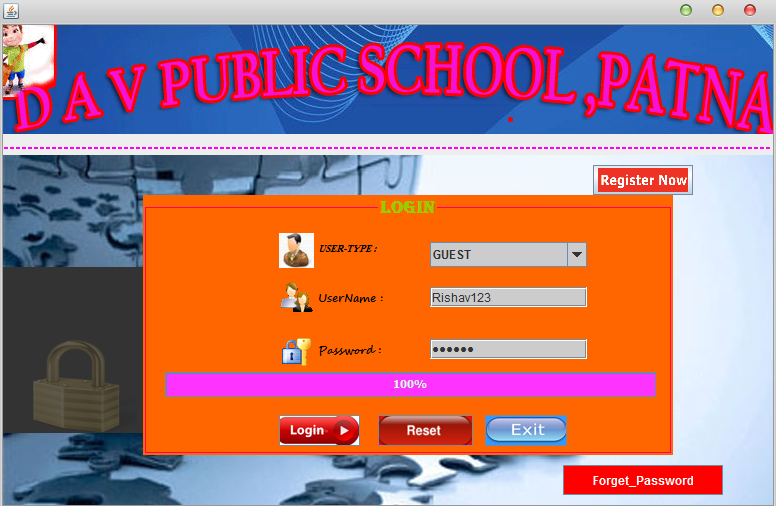 D A V PUBLIC SCHOOL ,PATNA
Register Now
LOGIN
USER-TYPE :
GUEST
UserName :
Rishav123
Password :
••••••
100%
Login
Reset
Exit
Forget_Password